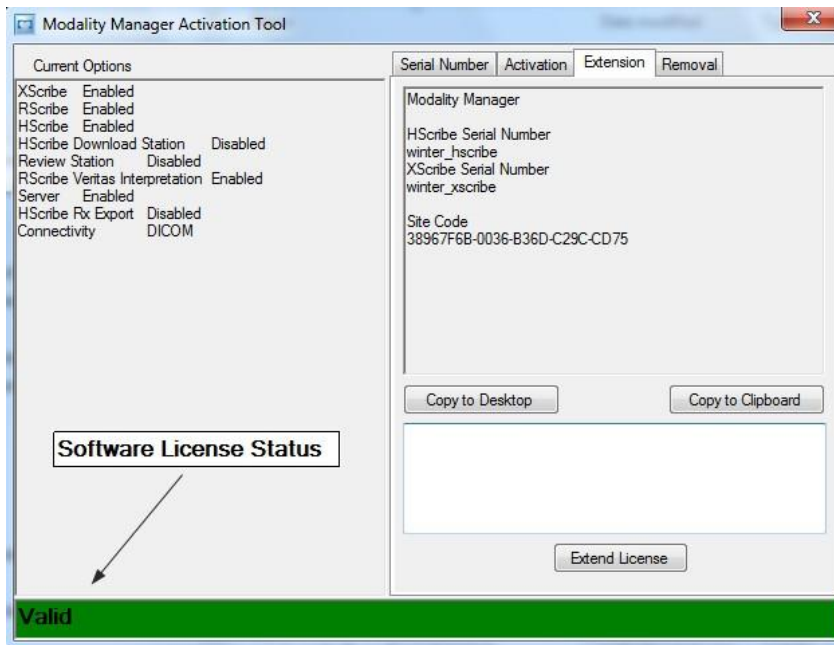 Modality Manager Activation Tool
Current Options
XScribe Enabled
RScribe Enabled
HScribe Enabled
HScribe Download Station Disabled
Review Station Disabled
RScribe Veritas Interpretation Enabled
Server Enabled
HScribe Rx Export Disabled
Connectivity DICOM
Software License Status
Serial Number Activation Extension Removal
Modality Manager
HScribe Serial Number
winter_hscribe
XScribe Serial Number
winter_xscribe
Site Code
38967F6B-0036-B36D-C29C-CD75
Copy to Desktop Copy to Clipboard
Extend License
Valid